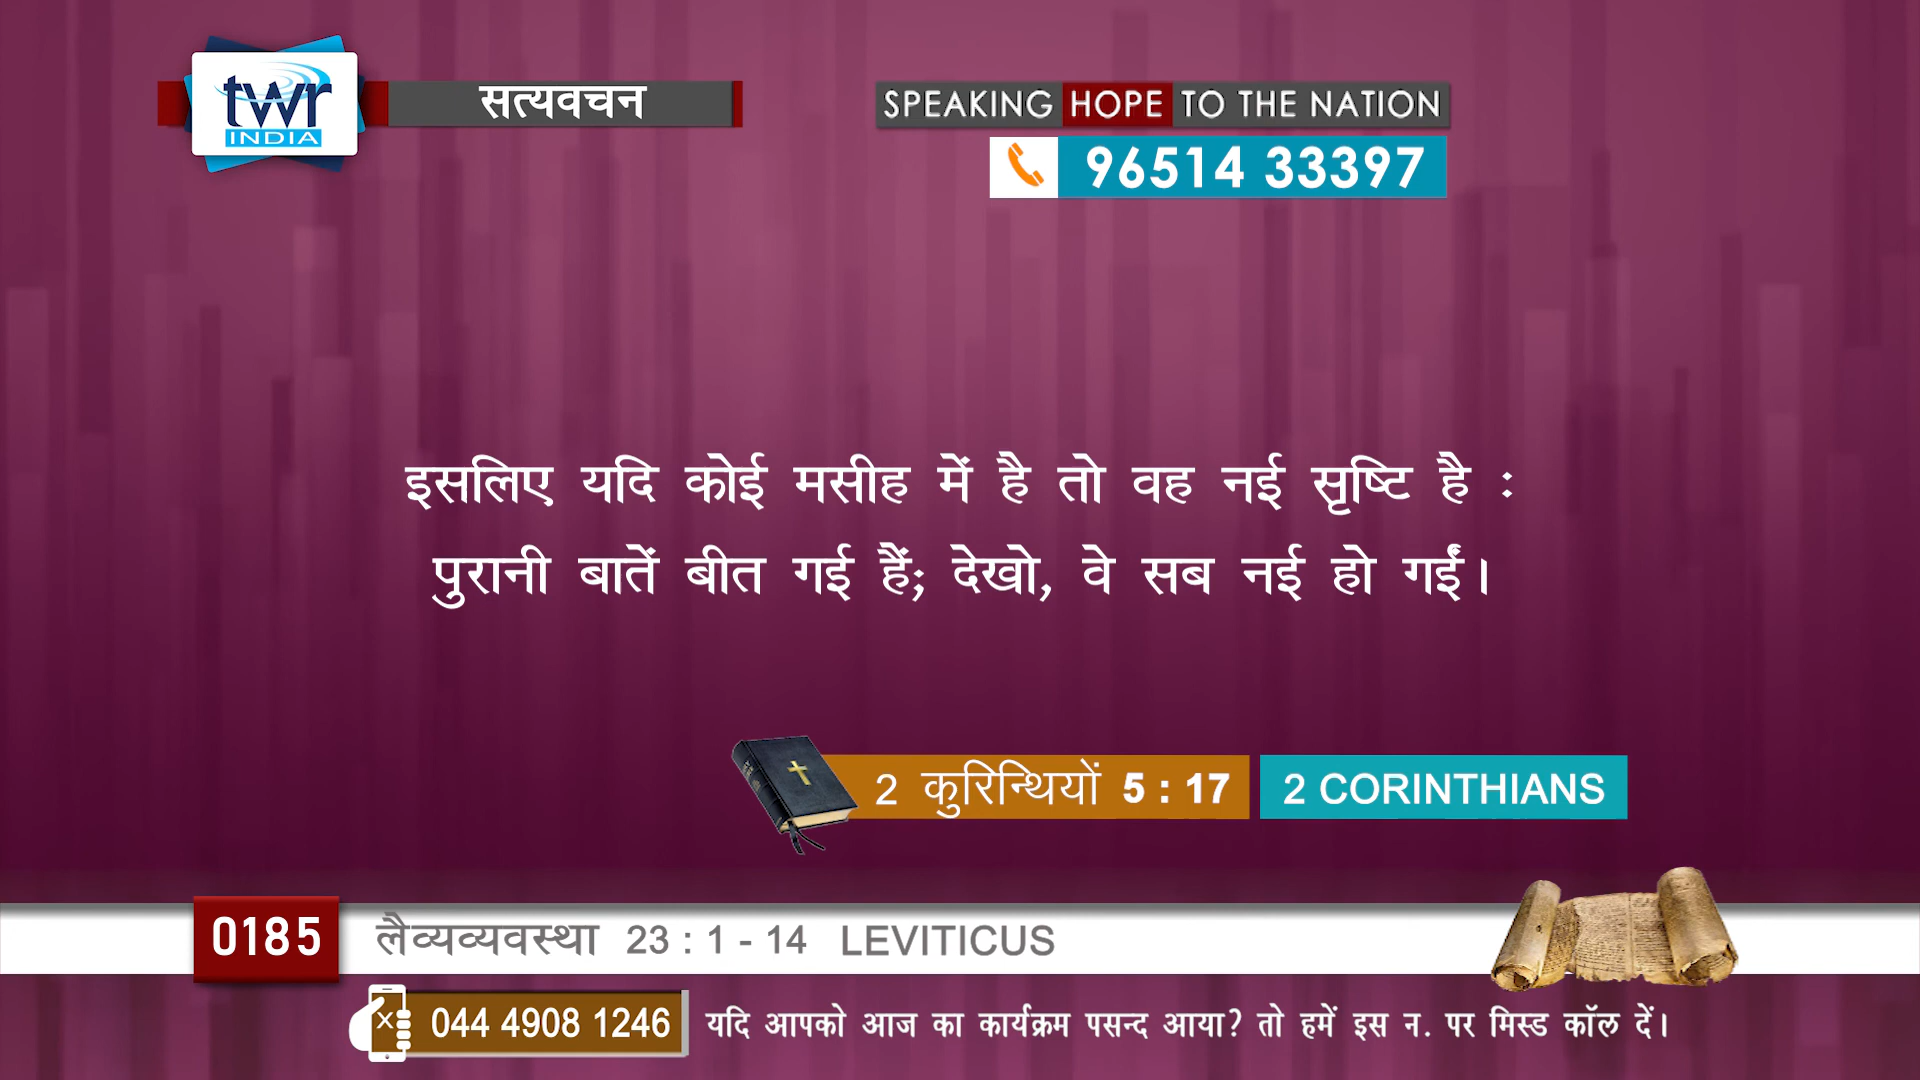 twr
INDIA
सत्यवचन
SPEAKING HOPE TO THE NATION
96514 33397
इसलिए यदि कोई मसीह में है तो वह नई सृष्टि है :
पुरानी बातें बीत गई हैं; देखो, वे सब नई हो गईं।
2 कुरिन्थियों 5 : 17 2 CORINTHIANS
0185 लैव्यव्यवस्था 23 : 1 - 14 LEVITICUS
044 4908 1246 यदि आपको आज का कार्यक्रम पसन्द आया? तो हमें इस न. पर मिस्ड कॉल दें।